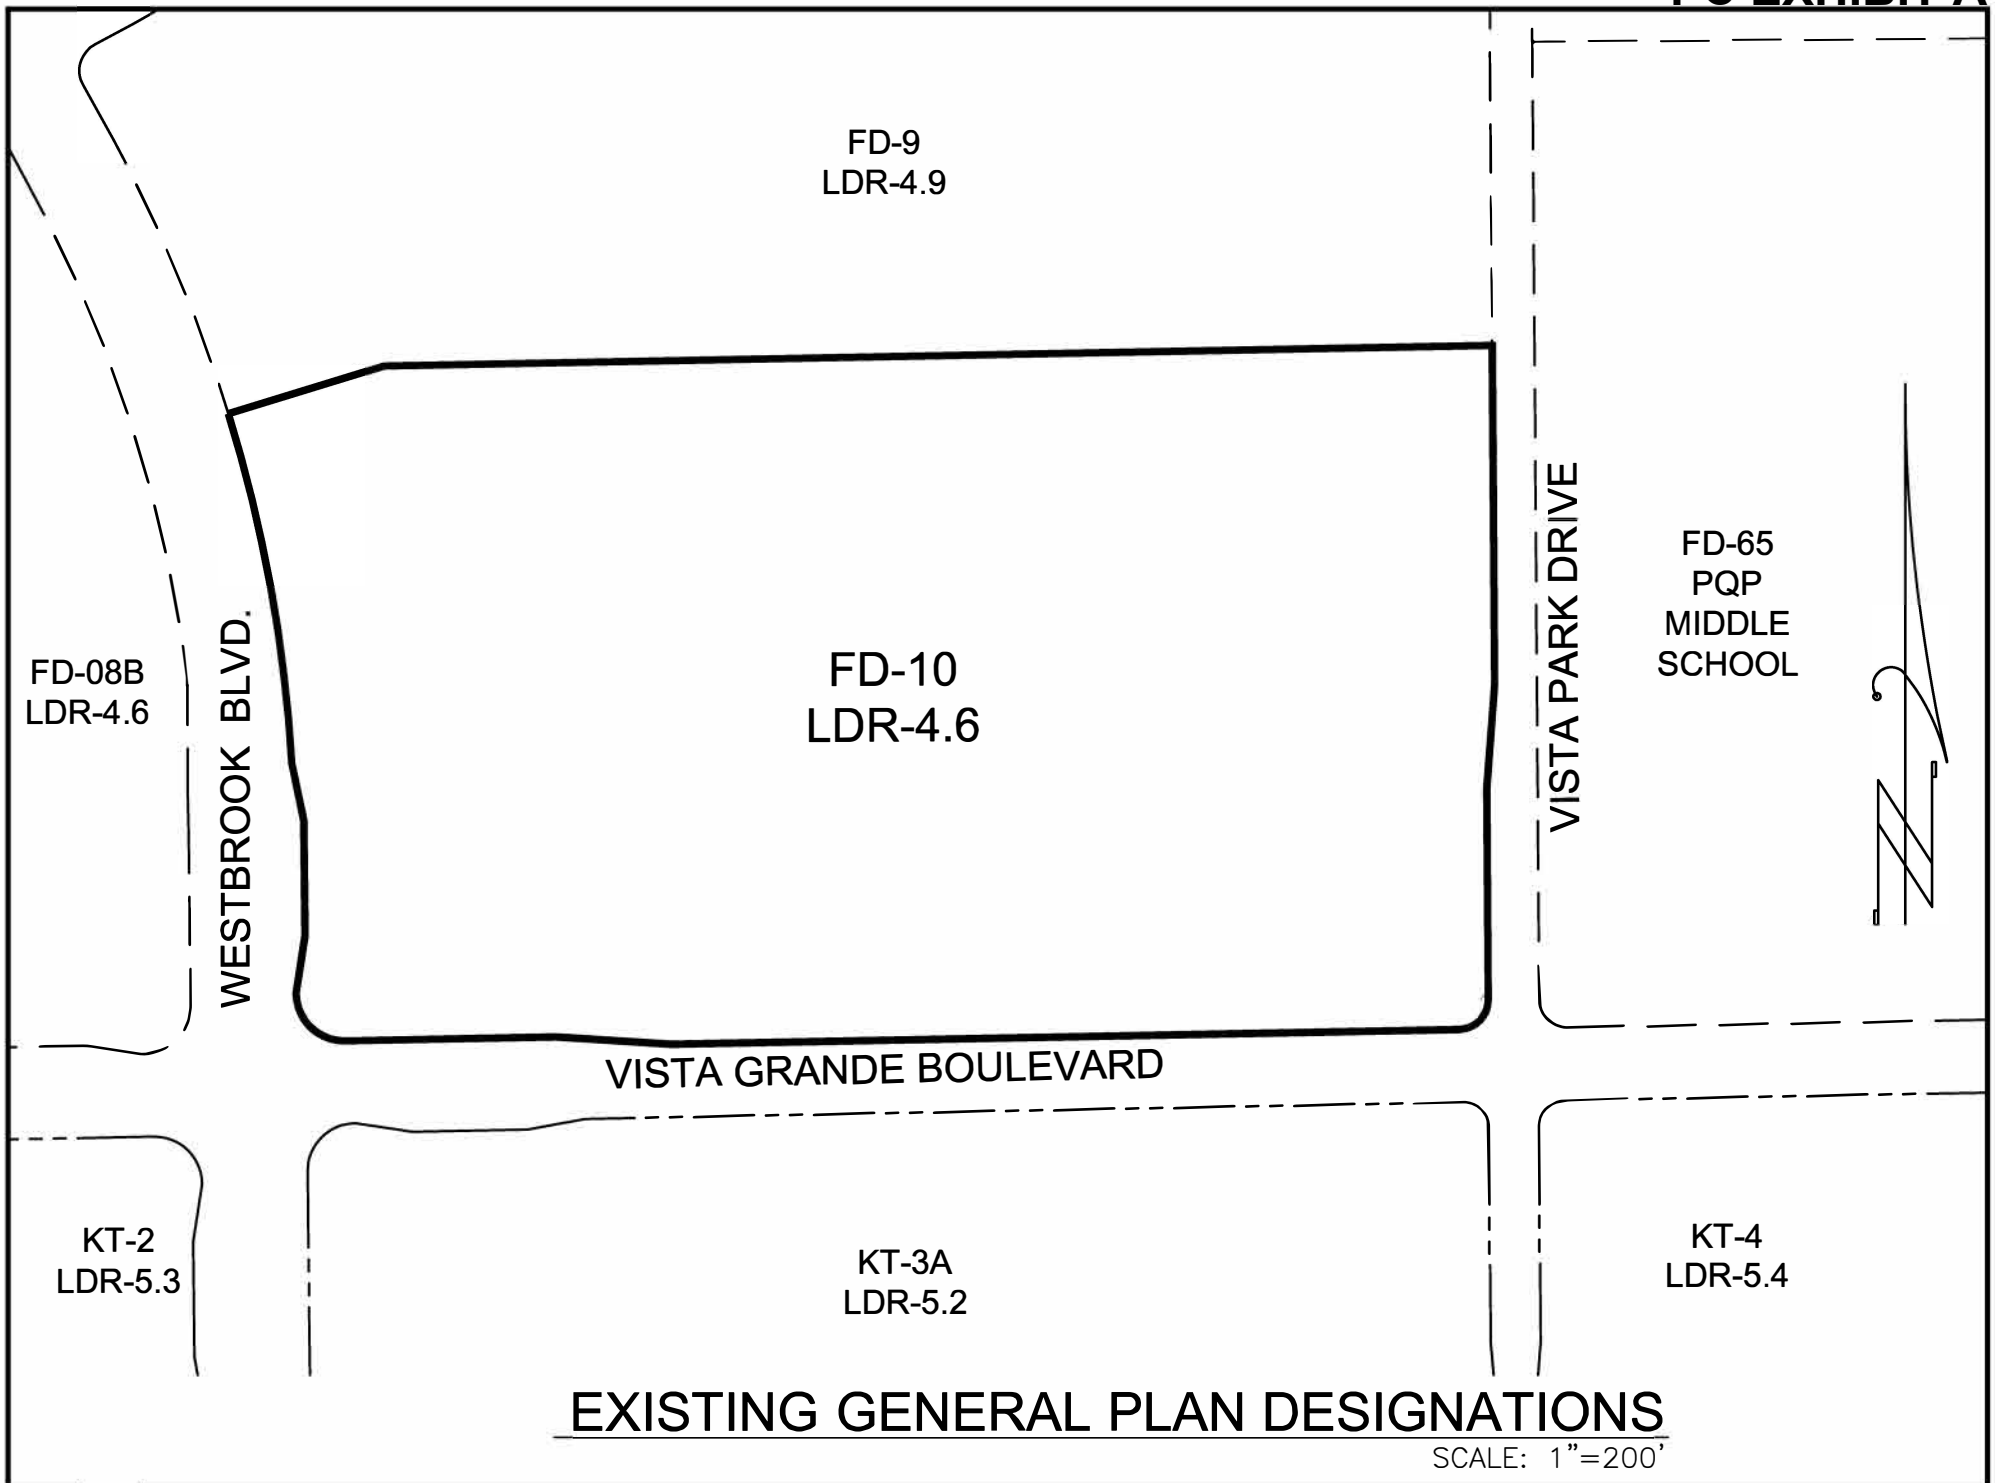 FD-9
LDR-4.9
FD-10
LDR-4.6
FD-08B
LDR-4.6
WESTBROOK BLVD.
VISTA PARK DRIVE
FD-65
PQP
MIDDLE
SCHOOL
N
VISTA GRANDE BOULEVARD
KT-2
LDR-5.3
KT-3A
LDR-5.2
KT-4
LDR-5.4
EXISTING GENERAL PLAN DESIGNATIONS
SCALE: 1"=200'